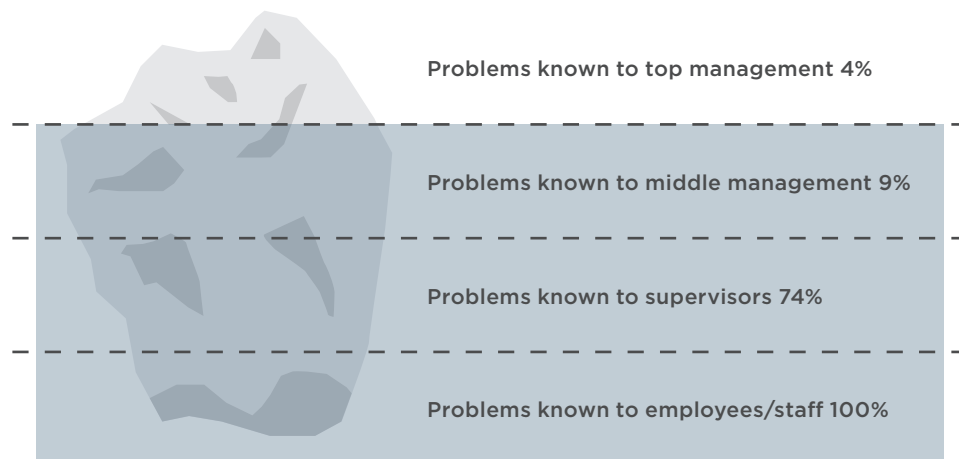 Problems known to top management 4%
Problems known to middle management 9%
Problems known to supervisors 74%
Problems known to employees/staff 100%